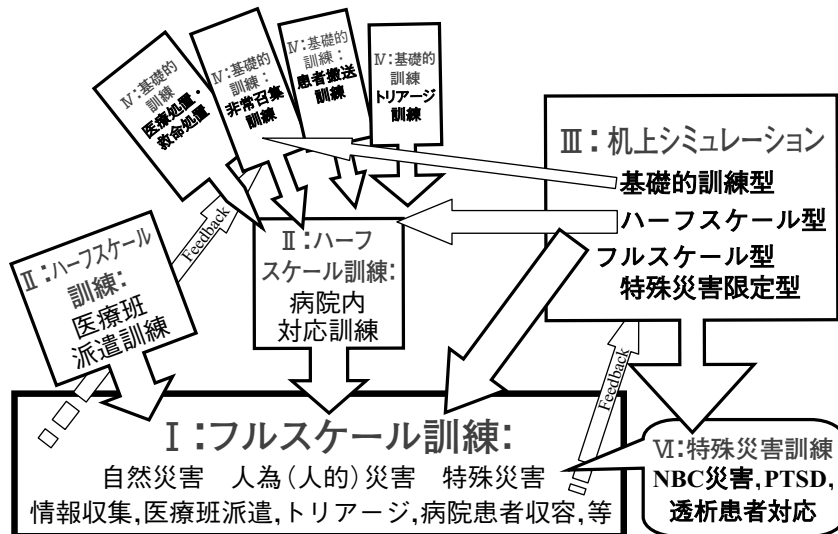 Ⅳ:基礎的
訓練
医療処置・
救命処置
Ⅳ:基礎的
訓練:
非常召集
訓練
Ⅳ:基礎的
訓練:
患者搬送
訓練
Ⅳ:基礎的
訓練
トリアージ
訓練
Ⅲ:机上シミュレーション
基礎的訓練型
ハーフスケール型
フルスケール型
特殊災害限定型
Feedback
Ⅱ:ハーフスケール
訓練:
医療班
派遣訓練
Ⅱ:ハーフ
スケール訓練:
病院内
対応訓練
Feedback
Ⅰ:フルスケール訓練:
自然災害 人為(人的)災害 特殊災害
情報収集,医療班派遣,トリアージ,病院患者収容,等
Ⅵ:特殊災害訓練
NBC災害,PTSD,
透析患者対応